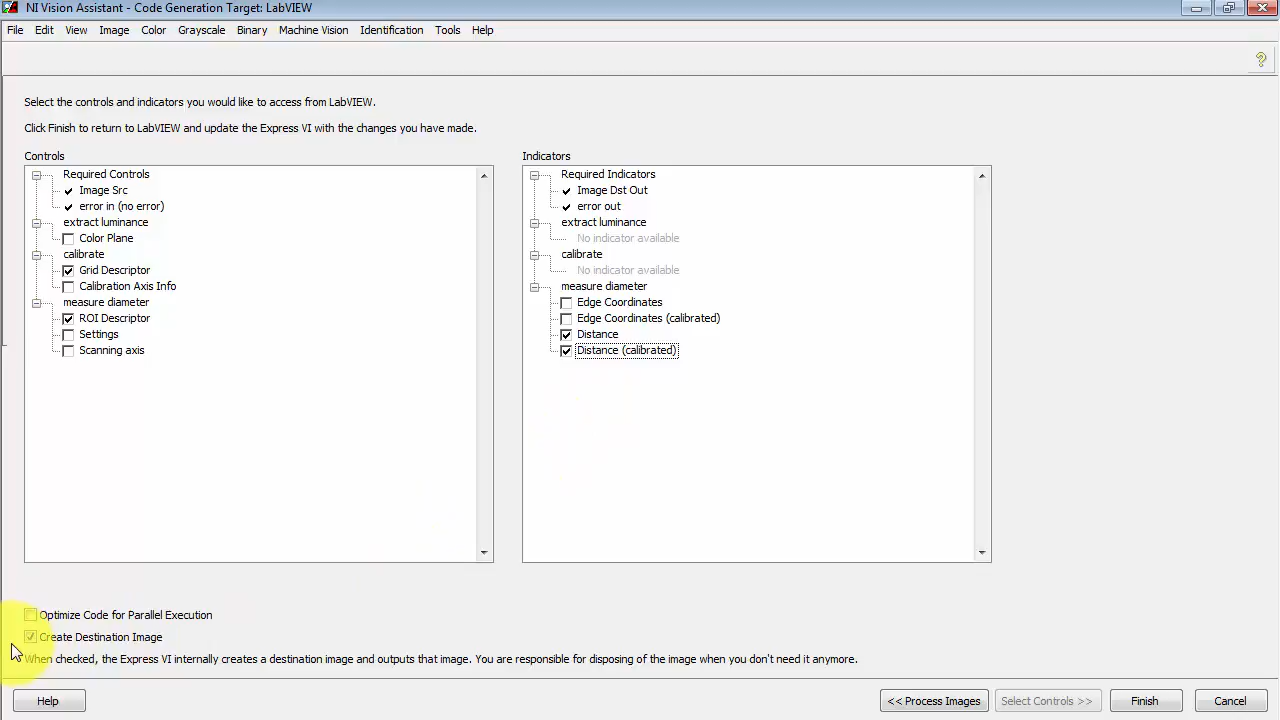 NI Vision Assistant - Code Generation Target: LabVIEW
File Edit View Image Color Grayscale Binary Machine Vision Identification Tools Help
?
Select the controls and indicators you would like to access from LabVIEW.
Click Finish to return to LabVIEW and update the Express VI with the changes you have made.
Controls
Required Controls
Image Src
error in (no error)
extract luminance
Color Plane
calibrate
Grid Descriptor
Calibration Axis Info
measure diameter
ROI Descriptor
Settings
Scanning axis
Indicators
Required Indicators
Image Dst Out
error out
extract luminance
No indicator available
calibrate
No indicator available
measure diameter
Edge Coordinates
Edge Coordinates (calibrated)
Distance
Distance (calibrated)
Optimize Code for Parallel Execution
Create Destination Image
When checked, the Express VI internally creates a destination image and outputs that image. You are responsible for disposing of the image when you don't need it anymore.
Help << Process Images Select Controls >> Finish Cancel